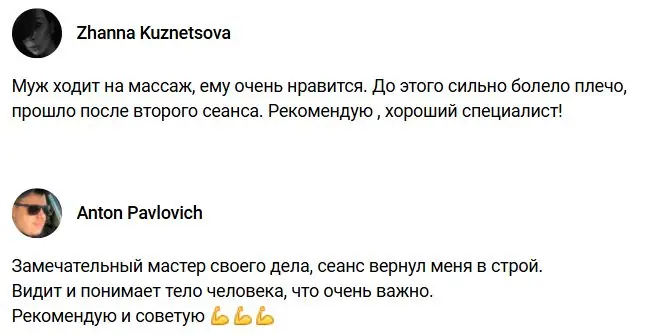 Zhanna Kuznetsova
Муж ходит на массаж, ему очень нравится. До этого сильно болело плечо,
прошло после второго сеанса. Рекомендую , хороший специалист!
Anton Pavlovich
Замечательный мастер своего дела, сеанс вернул меня в строй.
Видит и понимает тело человека, что очень важно.
Рекомендую и советую 💪💪💪